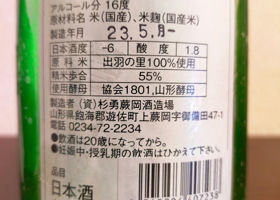 アルコール分 16度
原材料名 米(国産)、米麹(国産米)
製造年月 23.5.月-
日本酒度 -6 酸度 1.8
原料米 出羽の里100%使用
精米歩合 55%
使用酵母 協会1801,山形酵母
製造者 (資)杉勇蕨岡酒造場
山形県飽海郡遊佐町上蕨岡字御備田47-1
電話 0234-72-2234
●飲酒は20歳になってから。
●妊娠中・授乳期の飲酒はひかえて下さい。
品目
日本酒